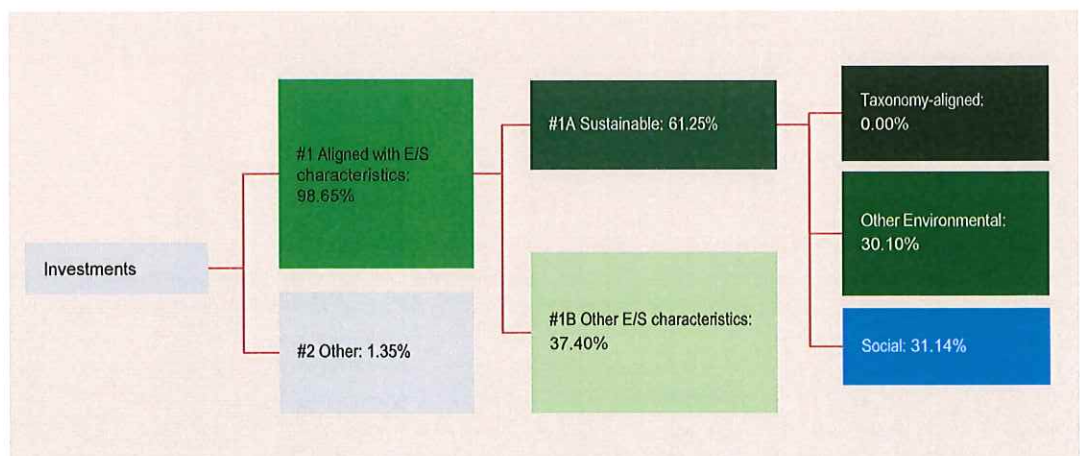 Investments
#1 Aligned with E/S
characteristics:
98.65%
#2 Other: 1.35%
#1A Sustainable: 61.25%
#1B Other E/S characteristics:
37.40%
Taxonomy-aligned:
0.00%
Other Environmental:
30.10%
Social: 31.14%